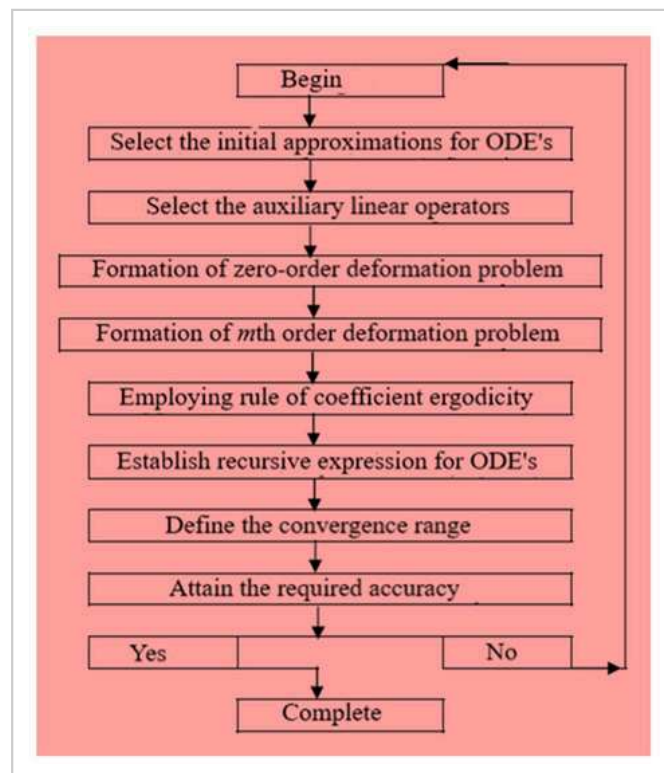 Begin
Select the initial approximations for ODE's
Select the auxiliary linear operators
Formation of zero-order deformation problem
Formation of mth order deformation problem
Employing rule of coefficient ergodicity
Establish recursive expression for ODE's
Define the convergence range
Attain the required accuracy
Yes No
Complete